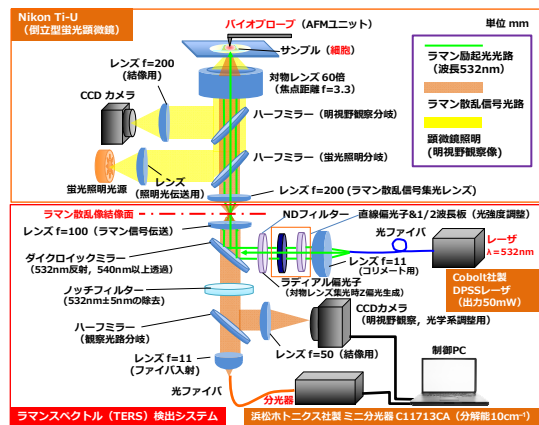 Nikon Ti-U
(倒立型蛍光顕微鏡)
バイオプローブ(AFMユニット)
単位 mm
サンプル(細胞)
レンズ f=200
(結像用)
対物レンズ 60倍
(焦点距離 f=3.3)
CCD カメラ
ハーフミラー(明視野観察分岐)
ハーフミラー(蛍光照明分岐)
蛍光照明光源
レンズ
(照明光伝送用)
レンズ f=200 (ラマン散乱信号集光レンズ)
ラマン励起光光路
(波長532nm)
ラマン散乱信号光路
顕微鏡照明
(明視野観察像)
ラマン散乱像結像面
レンズ f=100 (ラマン信号伝送)
NDフィルター
直線偏光子&1/2波長板(光強度調整)
光ファイバ
レーザ
λ=532nm
ダイクロイックミラー
(532nm反射, 540nm以上透過)
レンズ f=11
(コリメート用)
ラディアル偏光子
(対物レンズ集光時Z偏光生成)
Cobolt社製
DPSSレーザ
(出力50mW)
ノッチフィルター
(532nm±5nmの除去)
CCDカメラ
(明視野観察, 光学系調整用)
ハーフミラー
(観察光路分岐)
レンズ f=50 (結像用)
制御PC
レンズ f=11
(ファイバ入射)
光ファイバ
分光器
ラマンスペクトル(TERS)検出システム
浜松ホトニクス社製 ミニ分光器 C11713CA(分解能10cm⁻¹)